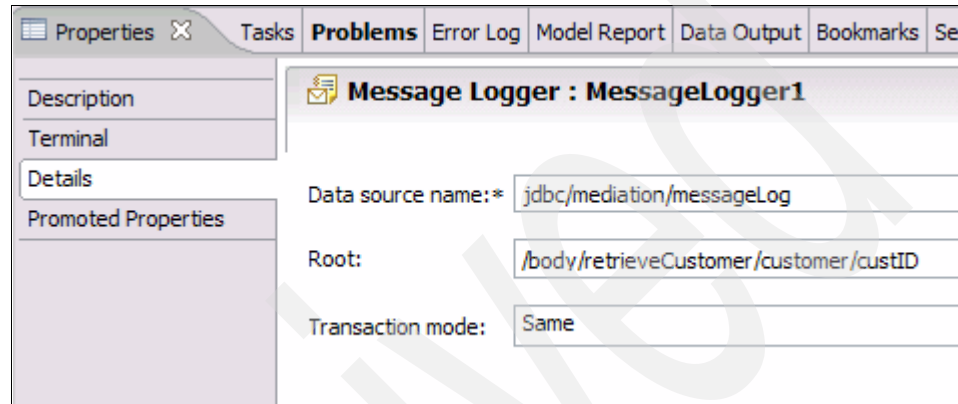 Properties Tasks Problems Error Log Model Report Data Output Bookmarks Se
Description
Terminal
Details
Promoted Properties
Message Logger : MessageLogger1
Data source name:* jdbc/mediation/messageLog
Root: /body/retrieveCustomer/customer/custID
Transaction mode: Same